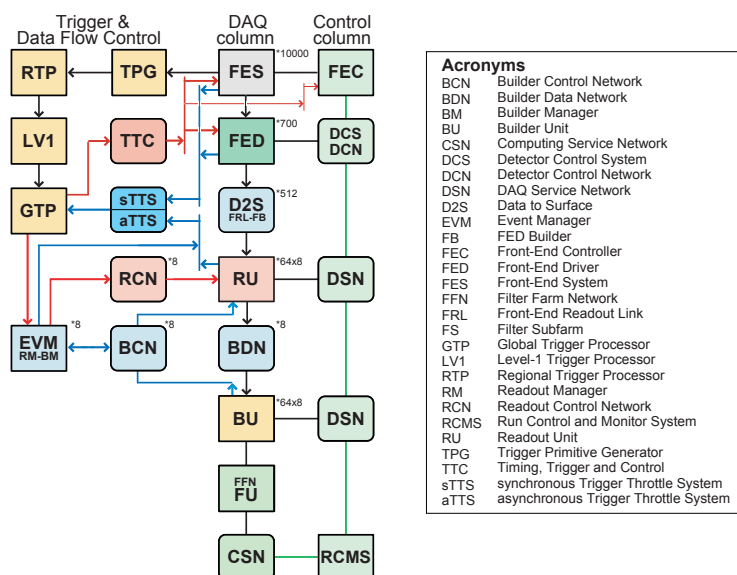 Trigger &
Data Flow Control
DAQ
column
Control
column
RTP
TPG
FES
*10000
FEC
LV1
TTC
FED
*700
DCS
DCN
GTP
sTTS
aTTS
D2S
FRL-FB
*512
RCN
*8
RU
*64x8
DSN
EVM
RM-BM
*8
BCN
*8
BDN
*8
BU
*64x8
DSN
FFN
FU
CSN
RCMS
Acronyms
BCN Builder Control Network
BDN Builder Data Network
BM Builder Manager
BU Builder Unit
CSN Computing Service Network
DCS Detector Control System
DCN Detector Control Network
DSN DAQ Service Network
D2S Data to Surface
EVM Event Manager
FB FED Builder
FEC Front-End Controller
FED Front-End Driver
FES Front-End System
FFN Filter Farm Network
FRL Front-End Readout Link
FS Filter Subfarm
GTP Global Trigger Processor
LV1 Level-1 Trigger Processor
RTP Regional Trigger Processor
RM Readout Manager
RCN Readout Control Network
RCMS Run Control and Monitor System
RU Readout Unit
TPG Trigger Primitive Generator
TTC Timing, Trigger and Control
sTTS synchronous Trigger Throttle System
aTTS asynchronous Trigger Throttle System